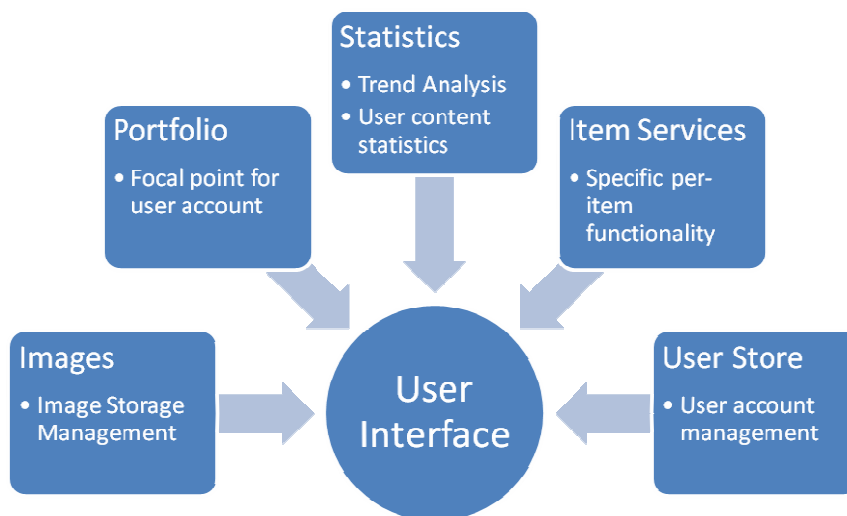 Statistics
• Trend Analysis
• User content
statistics
Portfolio
• Focal point for
user account
Item Services
• Specific per-
item
functionality
Images
• Image Storage
Management
User
Interface
User Store
• User account
management